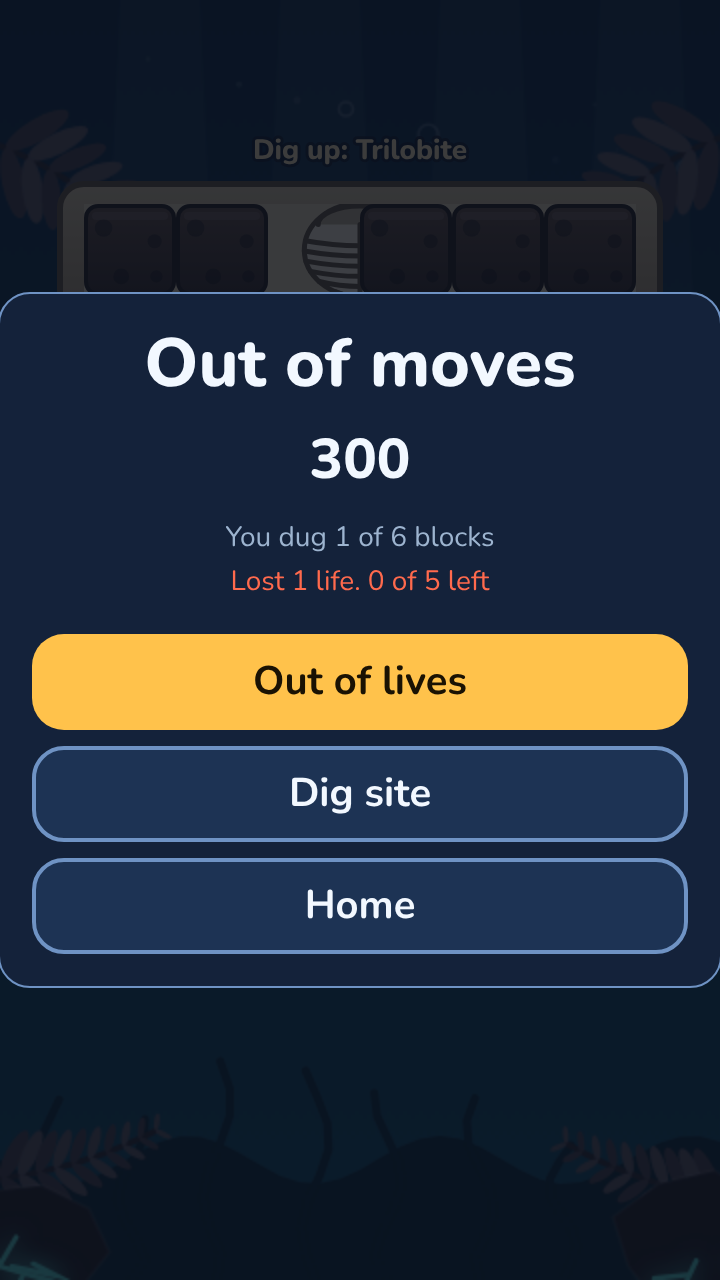 Dig up: Trilobite
Out of moves
300
You dug 1 of 6 blocks
Lost 1 life. 0 of 5 left
Out of lives
Dig site
Home